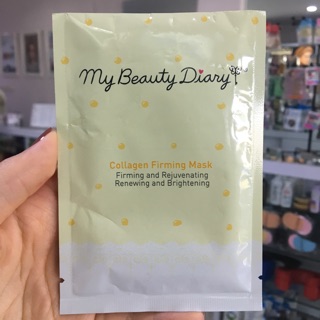 My Beauty Diary
Collagen Firming Mask
Firming and Rejuvenating
Renewing and Brightening